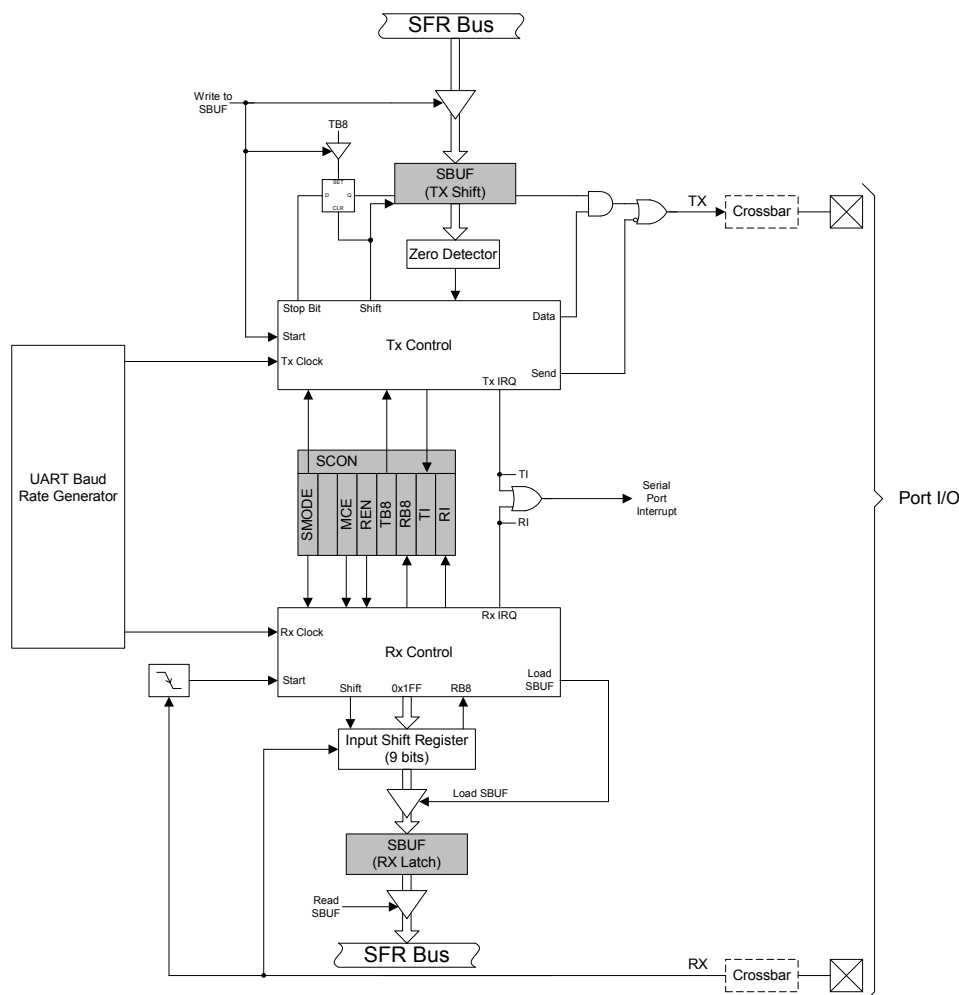 SFR Bus
Write to
SBUF
TB8
SET
D
Q
CLR
SBUF
(TX Shift)
TX
Crossbar
Zero Detector
Stop Bit
Shift
Data
Start
Tx Control
Tx Clock
Send
Tx IRQ
UART Baud
Rate Generator
SCON
SMODE
MCE
REN
TB8
RB8
TI
RI
TI
RI
Serial
Port
Interrupt
Port I/O
Rx IRQ
Rx Clock
Rx Control
Start
Load
SBUF
Shift
0x1FF
RB8
Input Shift Register
(9 bits)
Load SBUF
SBUF
(RX Latch)
Read
SBUF
SFR Bus
RX
Crossbar